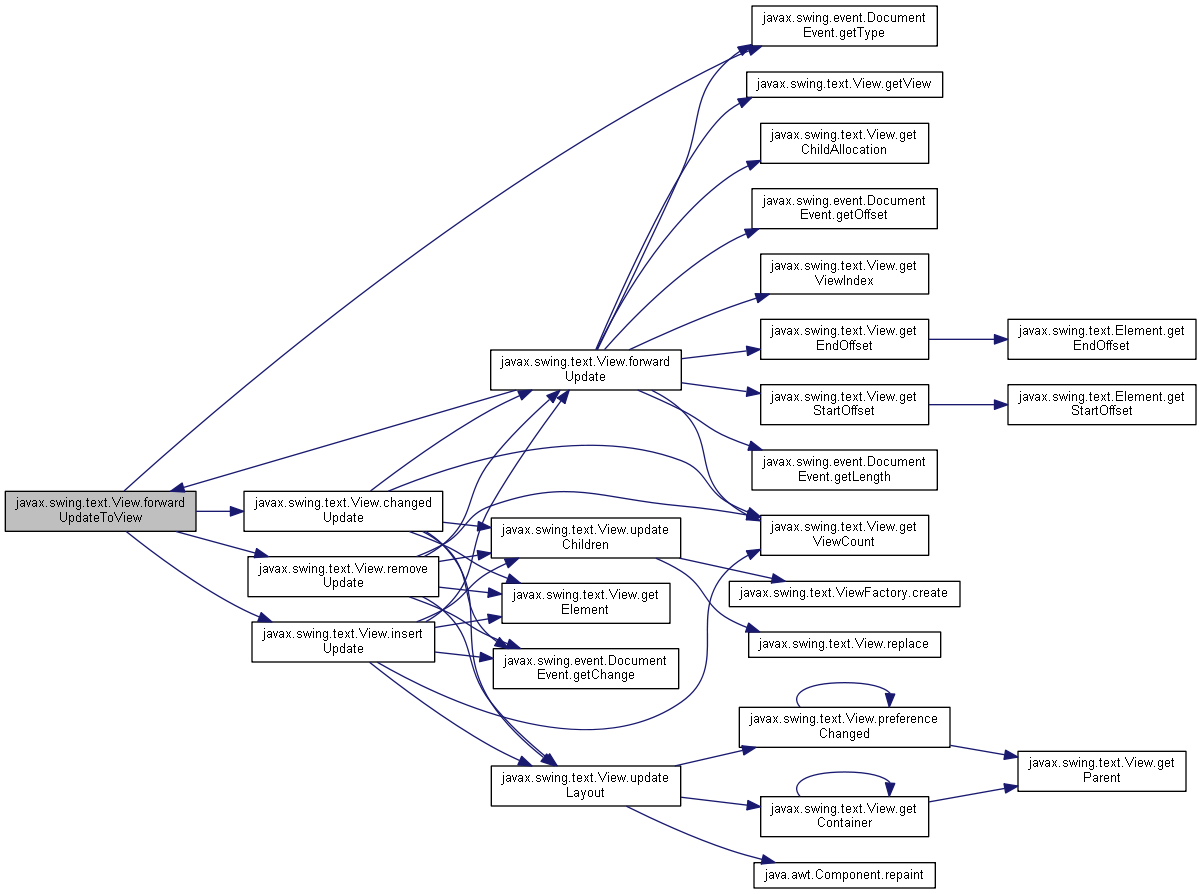 javax.swing.event.Document
Event.getType
javax.swing.text.View.getView
javax.swing.text.View.get
ChildAllocation
javax.swing.event.Document
Event.getOffset
javax.swing.text.View.get
ViewIndex
javax.swing.text.View.get
EndOffset
javax.swing.text.Element.get
EndOffset
javax.swing.text.View.forward
Update
javax.swing.text.View.get
StartOffset
javax.swing.text.Element.get
StartOffset
javax.swing.event.Document
Event.getLength
javax.swing.text.View.forward
UpdateToView
javax.swing.text.View.changed
Update
javax.swing.text.View.update
Children
javax.swing.text.View.get
ViewCount
javax.swing.text.View.remove
Update
javax.swing.text.View.get
Element
javax.swing.text.ViewFactory.create
javax.swing.text.View.insert
Update
javax.swing.event.Document
Event.getChange
javax.swing.text.View.replace
javax.swing.text.View.preference
Changed
javax.swing.text.View.get
Parent
javax.swing.text.View.update
Layout
javax.swing.text.View.get
Container
java.awt.Component.repaint